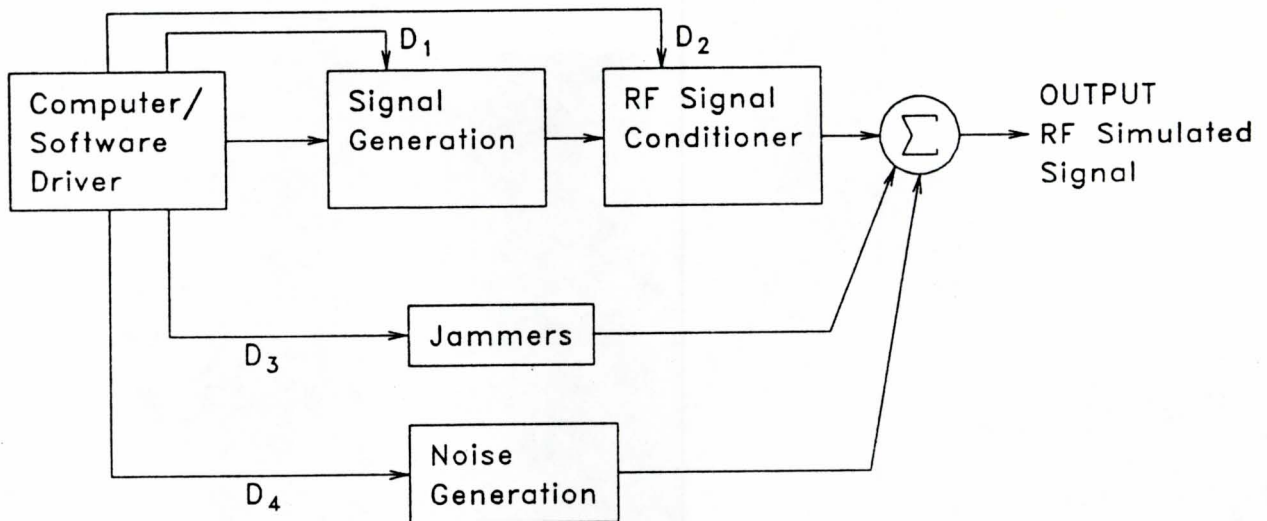 D₁
D₂
Computer/
Software
Driver
Signal
Generation
RF Signal
Conditioner
Σ
OUTPUT
RF Simulated
Signal
D₃
Jammers
D₄
Noise
Generation